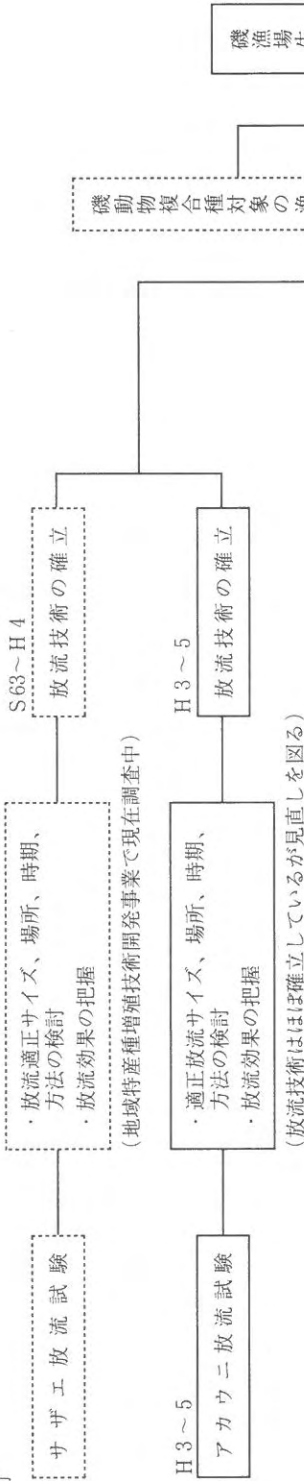 サザエ放流試験
・放流適正サイズ、場所、時期、
方法の検討
・放流効果の把握
(地域特産種増殖技術開発事業で現在調査中)
S63～H4
放流技術の確立
H3～5
アカウニ放流試験
・適正放流サイズ、場所、時期、
方法の検討
・放流効果の把握
(放流技術はほぼ確立しているが見直しを図る)
H3～5
放流技術の確立
磯動物複合種対象の漁
磯漁場生